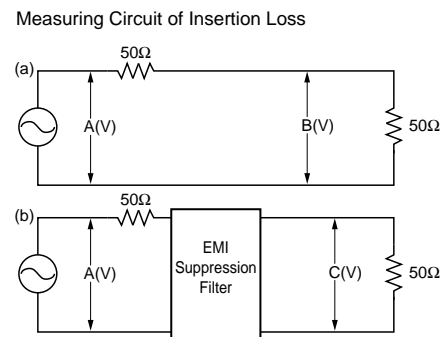 Measuring Circuit of Insertion Loss
50Ω
(a)
A(V)
B(V)
50Ω
50Ω
(b)
A(V)
EMI
Suppression
Filter
C(V)
50Ω